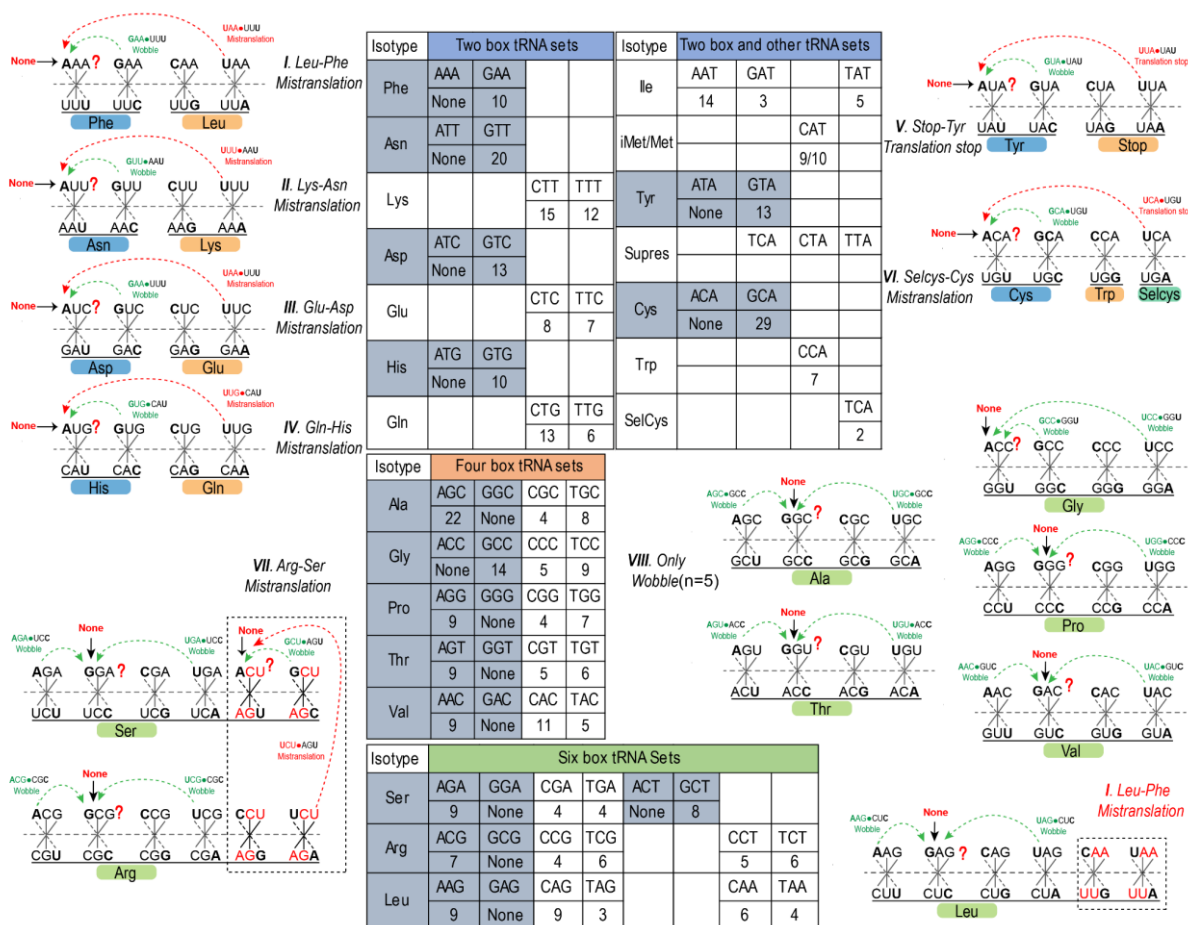 UAA●UUU
Mistranslation
GAA●UUU
Wobble
None
AAA ? GAA CAA UAA
I. Leu-Phe
Mistranslation
UUU UUC UUG UUA
Phe Leu
UUU●AAU
Mistranslation
GUU●AAU
Wobble
None
AUU ? GUU CUU UUU
II. Lys-Asn
Mistranslation
AAU AAC AAG AAA
Asn Lys
UAA●UUU
Mistranslation
GAA●UUU
Wobble
None
AUC ? GUC CUC UUC
III. Glu-Asp
Mistranslation
GAU GAC GAG GAA
Asp Glu
UUG●CAU
Mistranslation
GUG●CAU
Wobble
None
AUG ? GUG CUG UUG
IV. Gln-His
Mistranslation
CAU CAC CAG CAA
His Gln
Isotype Two box tRNA sets
Phe AAA GAA
None 10
Asn ATT GTT
None 20
Lys CTT TTT
15 12
Asp ATC GTC
None 13
Glu CTC TTC
8 7
His ATG GTG
None 10
Gln CTG TTG
13 6
Isotype Two box and other tRNA sets
Ile AAT GAT TAT
14 3 5
iMet/Met CAT
9/10
Tyr ATA GTA
None 13
Supres TCA CTA TTA
Cys ACA GCA
None 29
Trp CCA
7
SelCys TCA
2
UUA●UAU
Translation stop
GUA●UAU
Wobble
None
AUA ? GUA CUA UUA
V. Stop-Tyr
Translation stop
UAU UAC UAG UAA
Tyr Stop
UCA●UGU
Translation stop
GCA●UGU
Wobble
None
ACA ? GCA CCA UCA
VI. Selcys-Cys
Mistranslation
UGU UGC UGG UGA
Cys Trp Selcys
Isotype Four box tRNA sets
Ala AGC GGC CGC TGC
22 None 4 8
Gly ACC GCC CCC TCC
None 14 5 9
Pro AGG GGG CGG TGG
9 None 4 7
Thr AGT GGT CGT TGT
9 None 5 6
Val AAC GAC CAC TAC
9 None 11 5
Isotype Six box tRNA Sets
Ser AGA GGA CGA TGA ACT GCT
9 None 4 4 None 8
Arg ACG GCG CCG TCG CCT TCT
7 None 4 6 5 6
Leu AAG GAG CAG TAG CAA TAA
9 None 9 3 6 4
VII. Arg-Ser
Mistranslation
AGA●UCC
Wobble
None
UGA●UCC
Wobble
None
GCU●AGU
Wobble
AGA GGA ? CGA UGA ACU ? GCU
UCU UCC UCG UCA AGU AGC
Ser
UCU●AGU
Mistranslation
ACG●CGC
Wobble
None
UCG●CGC
Wobble
ACG GCG ? CCG UCG CCU UCU
CGU CGC CGG CGA AGG AGA
Arg
VIII. Only
Wobble(n=5)
AGC●GCC
Wobble
None
UGC●GCC
Wobble
AGC GGC ? CGC UGC
GCU GCC GCG GCA
Ala
AGU●ACC
Wobble
None
UGU●ACC
Wobble
AGU GGU ? CGU UGU
ACU ACC ACG ACA
Thr
None
GCC●GGU
Wobble
UCC●GGU
Wobble
ACC ? GCC CCC UCC
GGU GGC GGG GGA
Gly
AGG●CCC
Wobble
None
UGG●CCC
Wobble
AGG GGG ? CGG UGG
CCU CCC CCG CCA
Pro
AAC●GUC
Wobble
None
UAC●GUC
Wobble
AAC GAC ? CAC UAC
GUU GUC GUG GUA
Val
I. Leu-Phe
Mistranslation
AAG●CUC
Wobble
None
UAG●CUC
Wobble
AAG GAG ? CAG UAG CAA UAA
CUU CUC CUG CUA UUG UUA
Leu